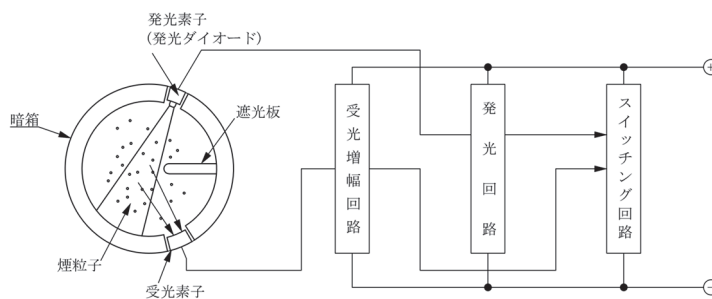 発光素子
(発光ダイオード)
暗箱
遮光板
煙粒子
受光素子
受光増幅回路
発光回路
スイッチング回路
+
−